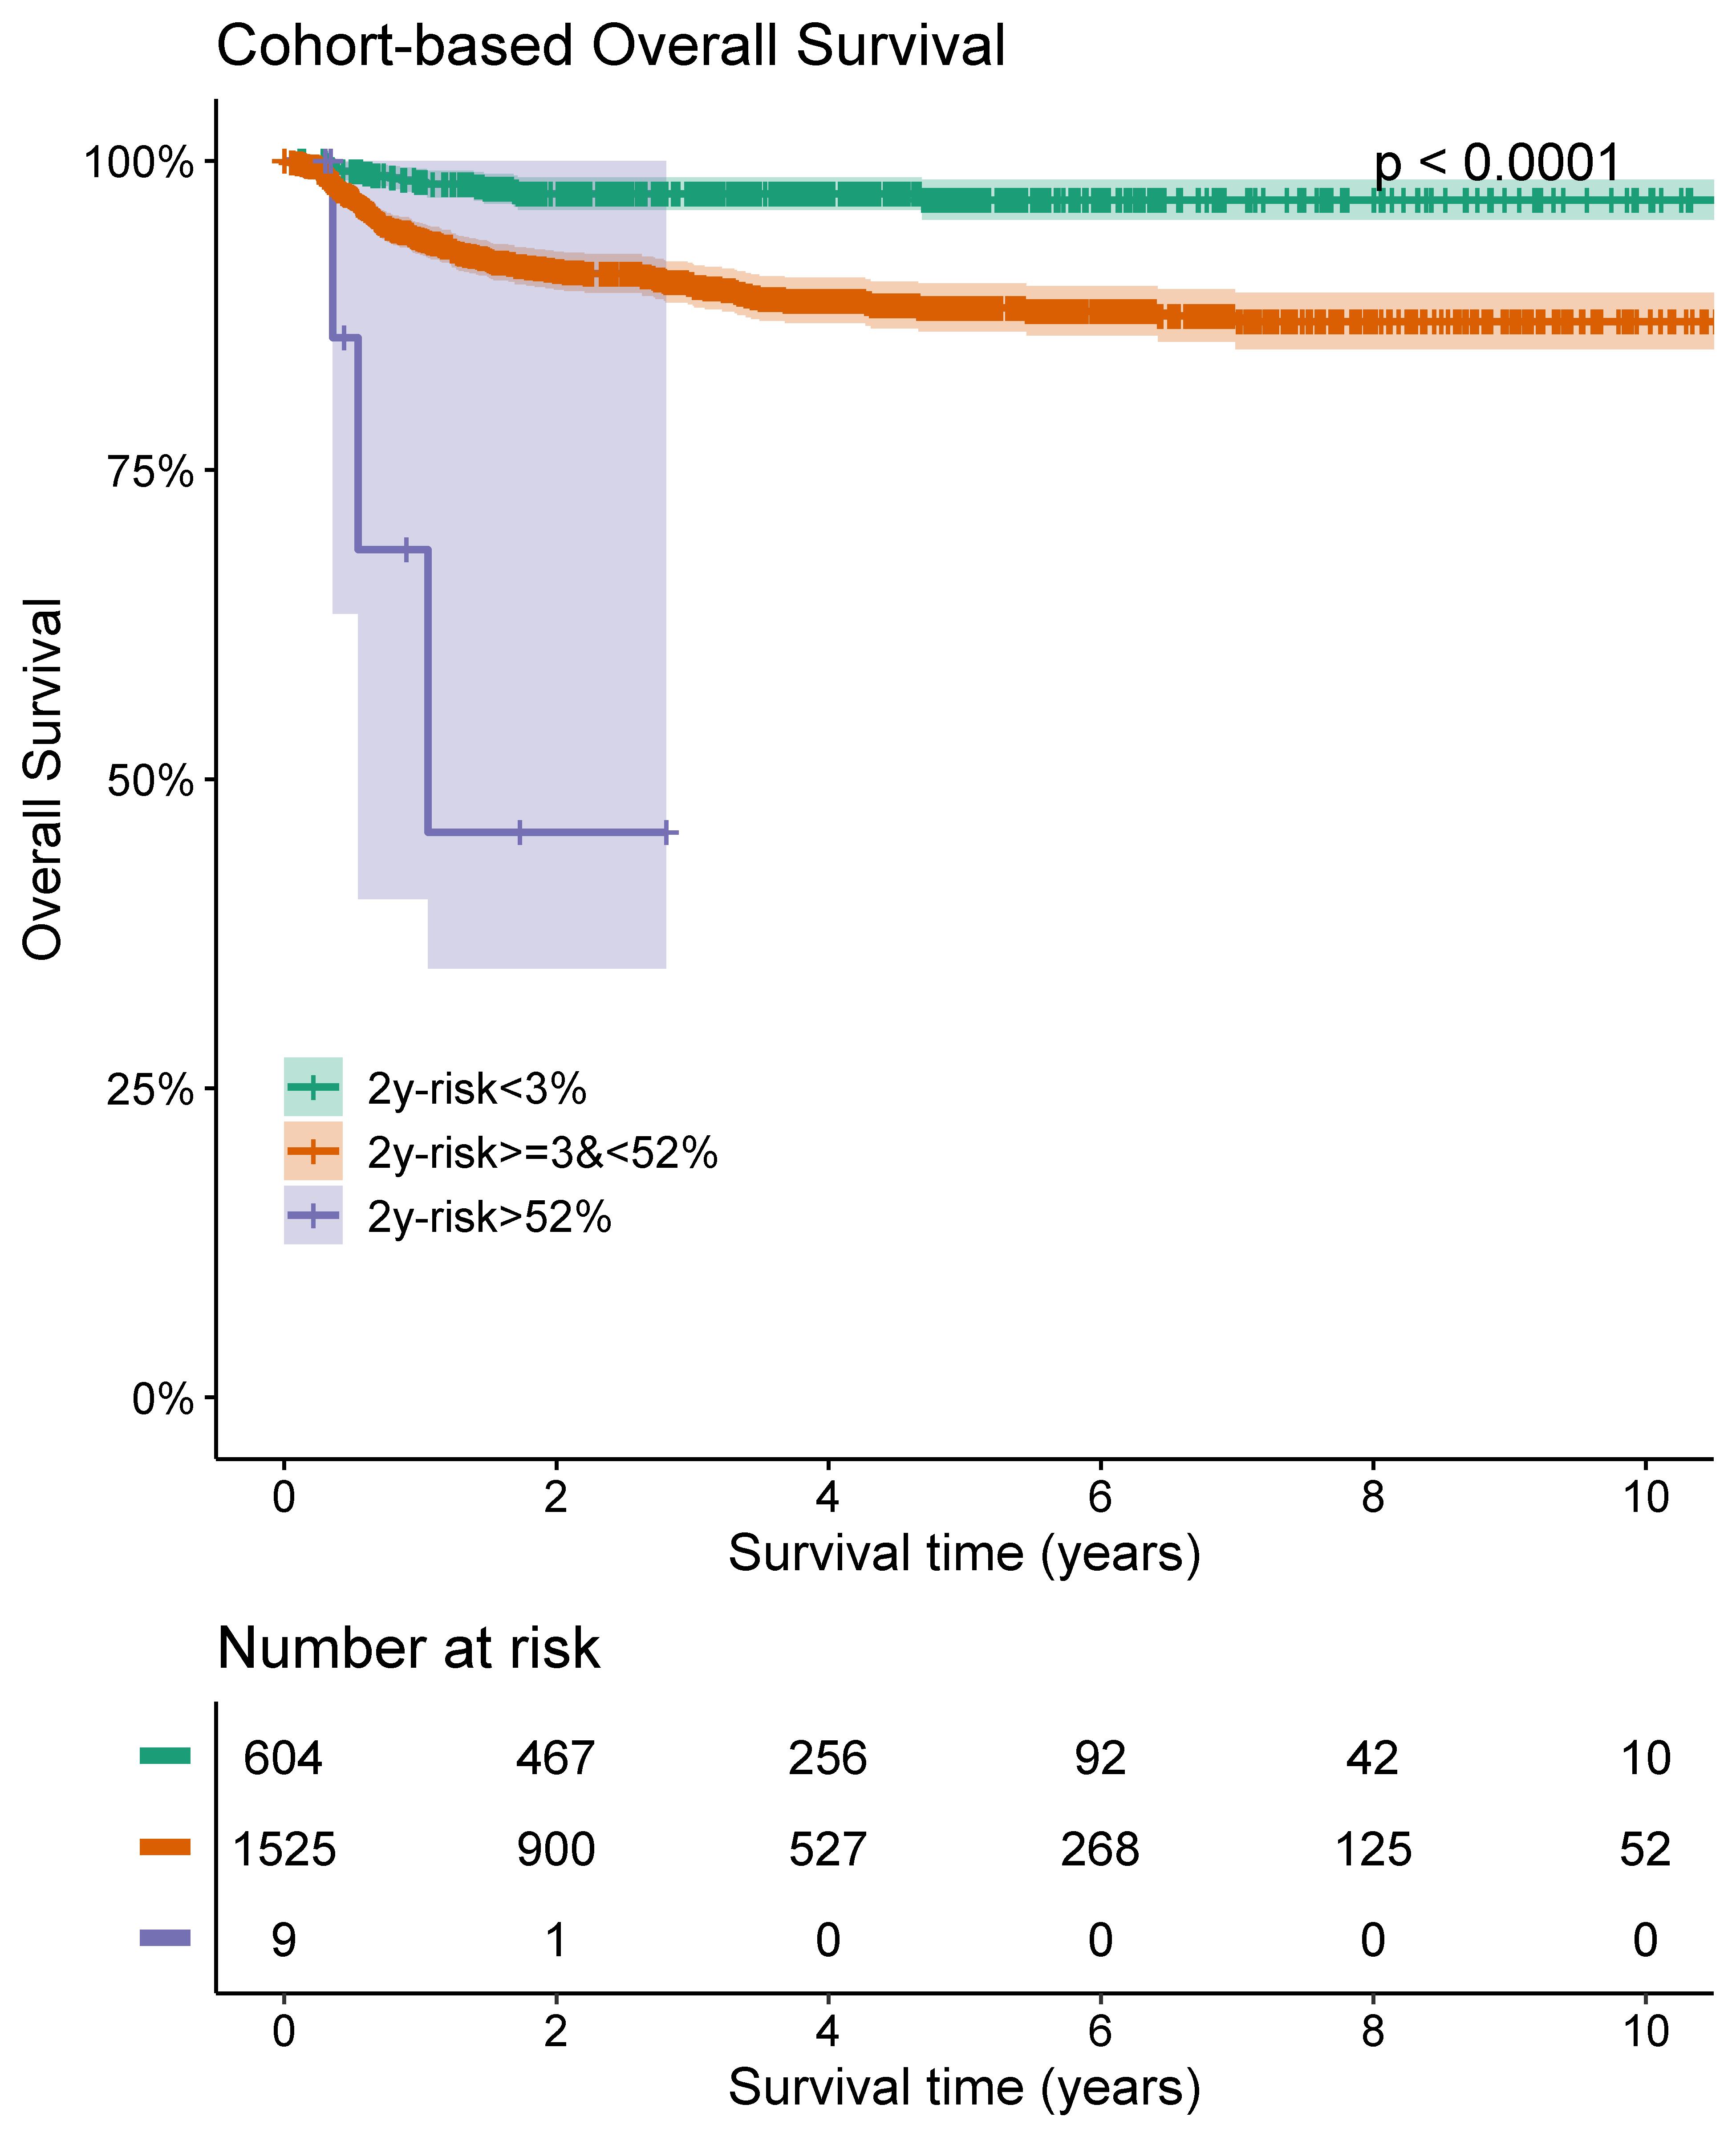 Cohort-based Overall Survival
100%
75%
50%
25%
0%
Overall Survival
p < 0.0001
2y-risk<3%
2y-risk>=3&<52%
2y-risk>52%
0 2 4 6 8 10
Survival time (years)
Number at risk
604 467 256 92 42 10
1525 900 527 268 125 52
9 1 0 0 0 0
0 2 4 6 8 10
Survival time (years)